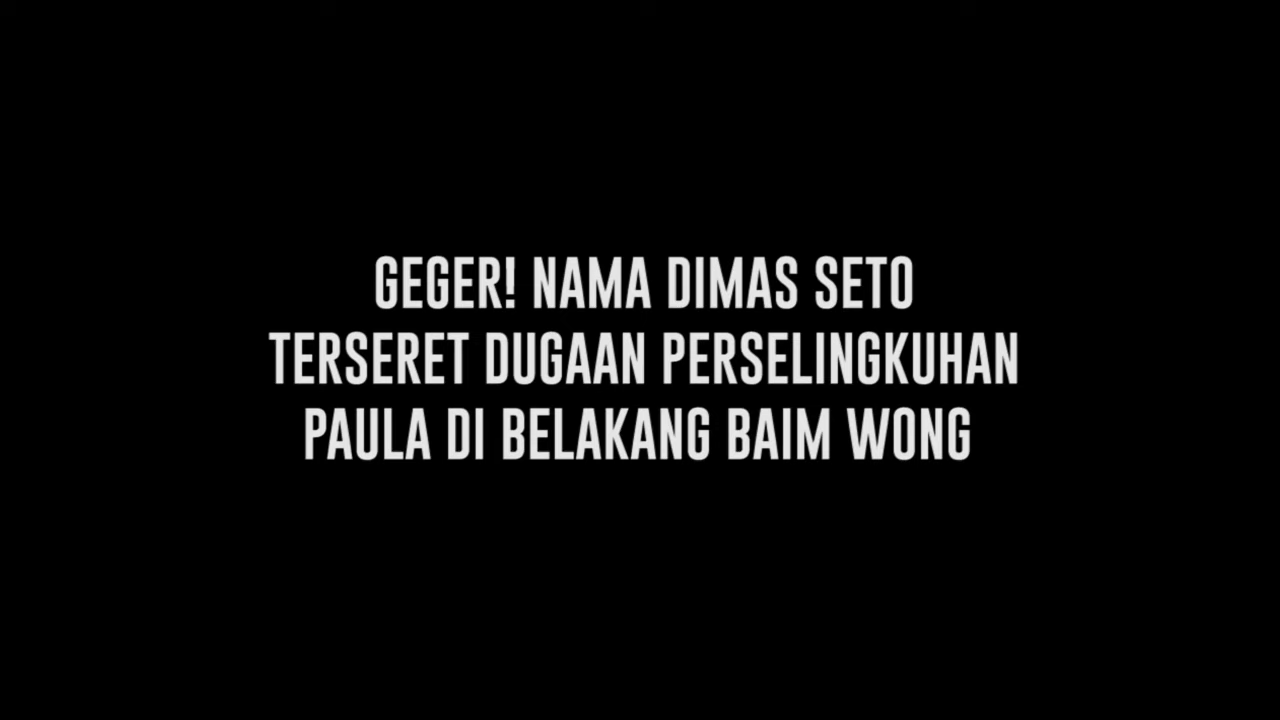 GEGER! NAMA DIMAS SETO
TERSERET DUGAAN PERSELINGKUHAN
PAULA DI BELAKANG BAIM WONG